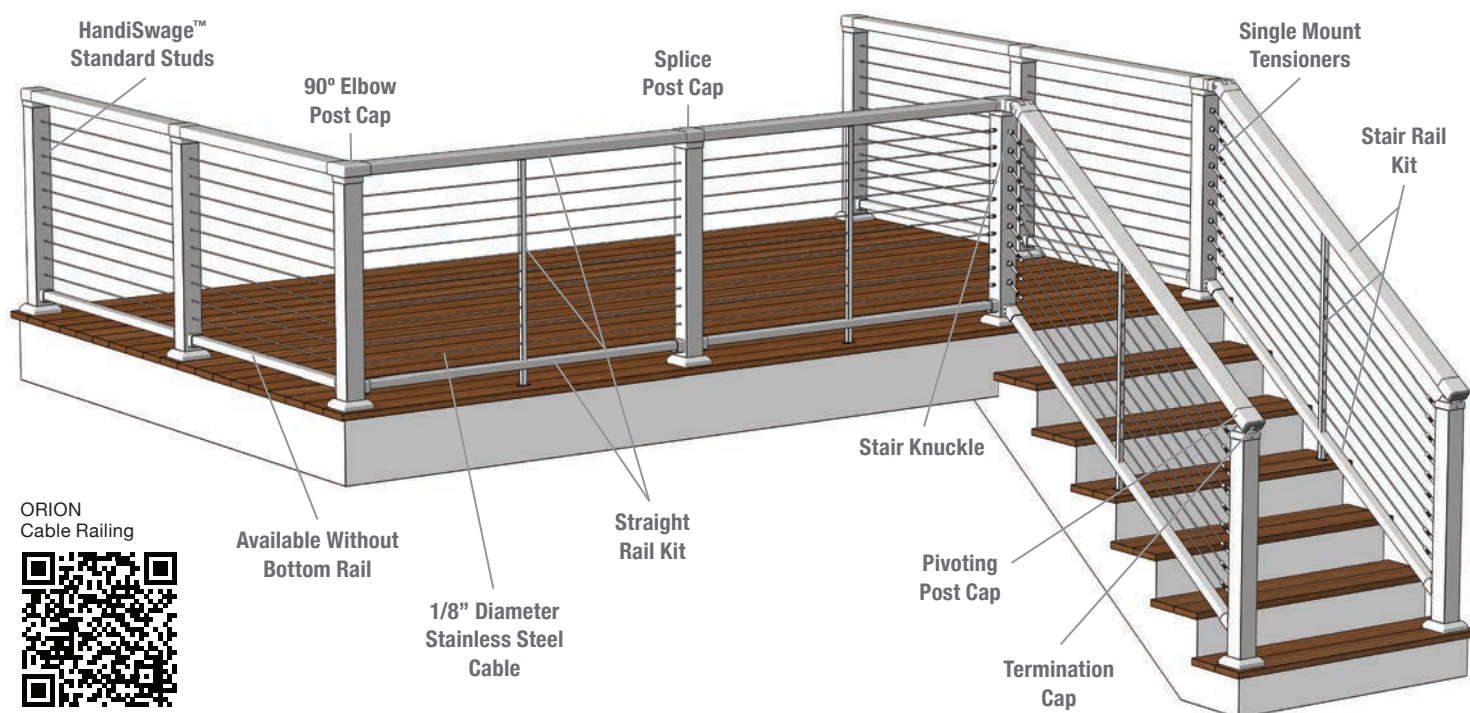 HandiSwage™
Standard Studs
90º Elbow
Post Cap
Splice
Post Cap
Single Mount
Tensioners
Stair Rail
Kit
Stair Knuckle
ORION
Cable Railing
Available Without
Bottom Rail
1/8” Diameter
Stainless Steel
Cable
Straight
Rail Kit
Pivoting
Post Cap
Termination
Cap